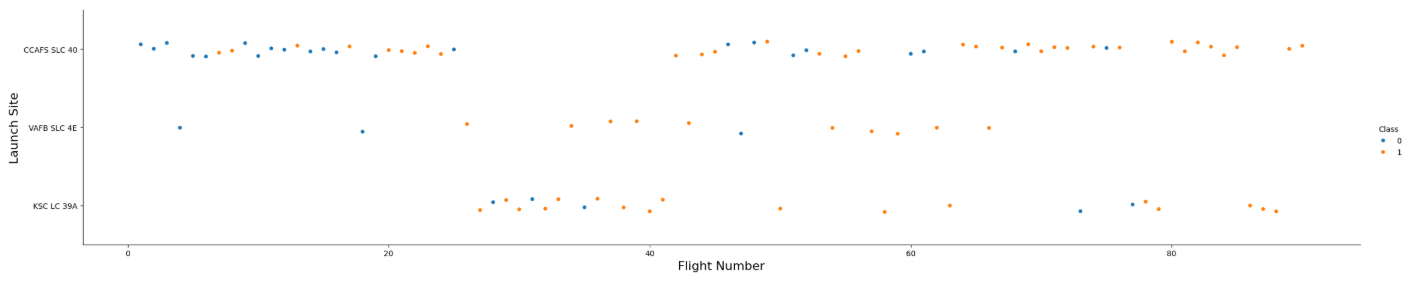 CCAFS SLC 40
VAFB SLC 4E
KSC LC 39A
Launch Site
0 20 40 60 80
Flight Number
Class
0
1